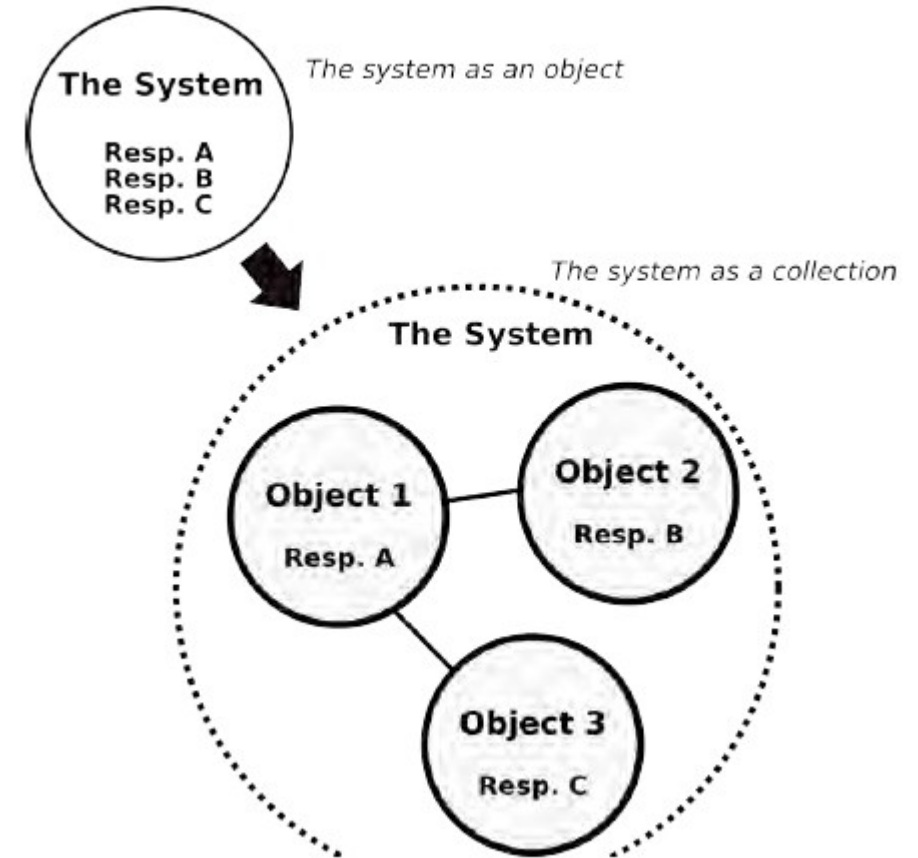 The System
The system as an object
Resp. A
Resp. B
Resp. C
The system as a collection
The System
Object 1
Resp. A
Object 2
Resp. B
Object 3
Resp. C